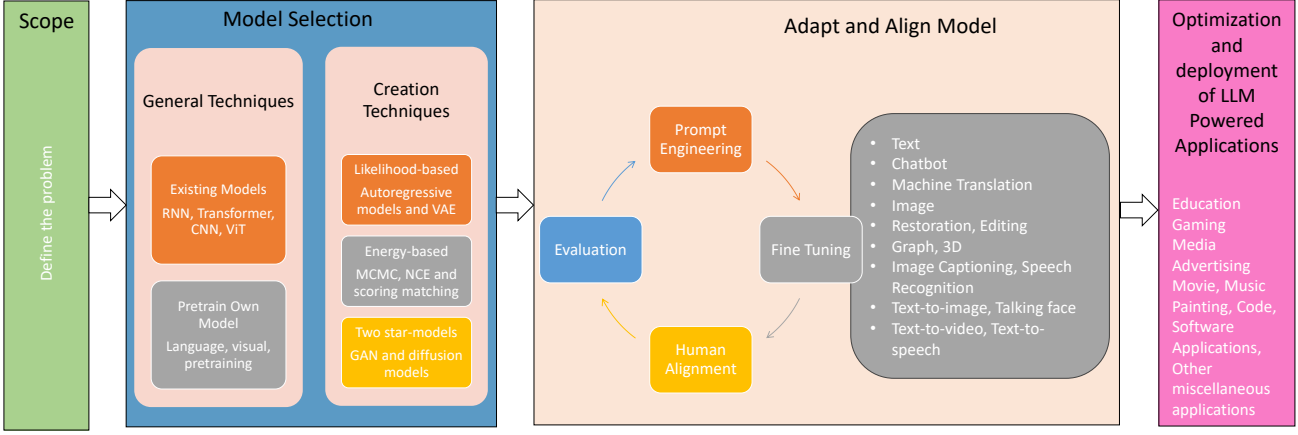 Scope
Define the problem
Model Selection
General Techniques
Existing Models
RNN, Transformer,
CNN, ViT
Pretrain Own
Model
Language, visual,
pretraining
Creation
Techniques
Likelihood-based
Autoregressive
models and VAE
Energy-based
MCMC, NCE and
scoring matching
Two star-models
GAN and diffusion
models
Adapt and Align Model
Prompt
Engineering
Fine Tuning
Human
Alignment
Evaluation
• Text
• Chatbot
• Machine Translation
• Image
• Restoration, Editing
• Graph, 3D
• Image Captioning, Speech
Recognition
• Text-to-image, Talking face
• Text-to-video, Text-to-
speech
Optimization
and
deployment
of LLM
Powered
Applications
Education
Gaming
Media
Advertising
Movie, Music
Painting, Code,
Software
Applications,
Other
miscellaneous
applications